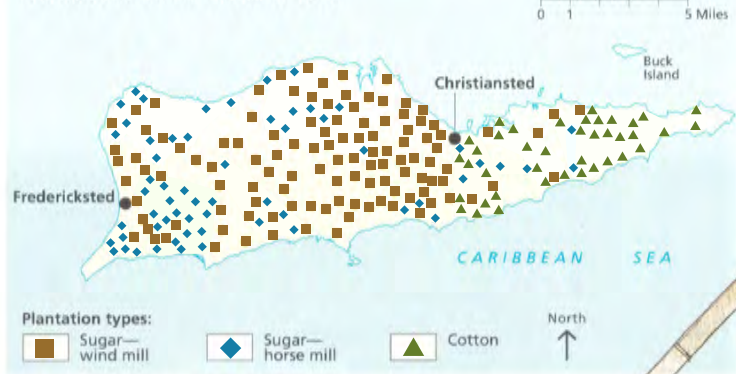 0 1 5 Miles
Buck
Island
Christiansted
Fredericksted
CARIBBEAN SEA
Plantation types:
Sugar—
wind mill
Sugar—
horse mill
Cotton
North